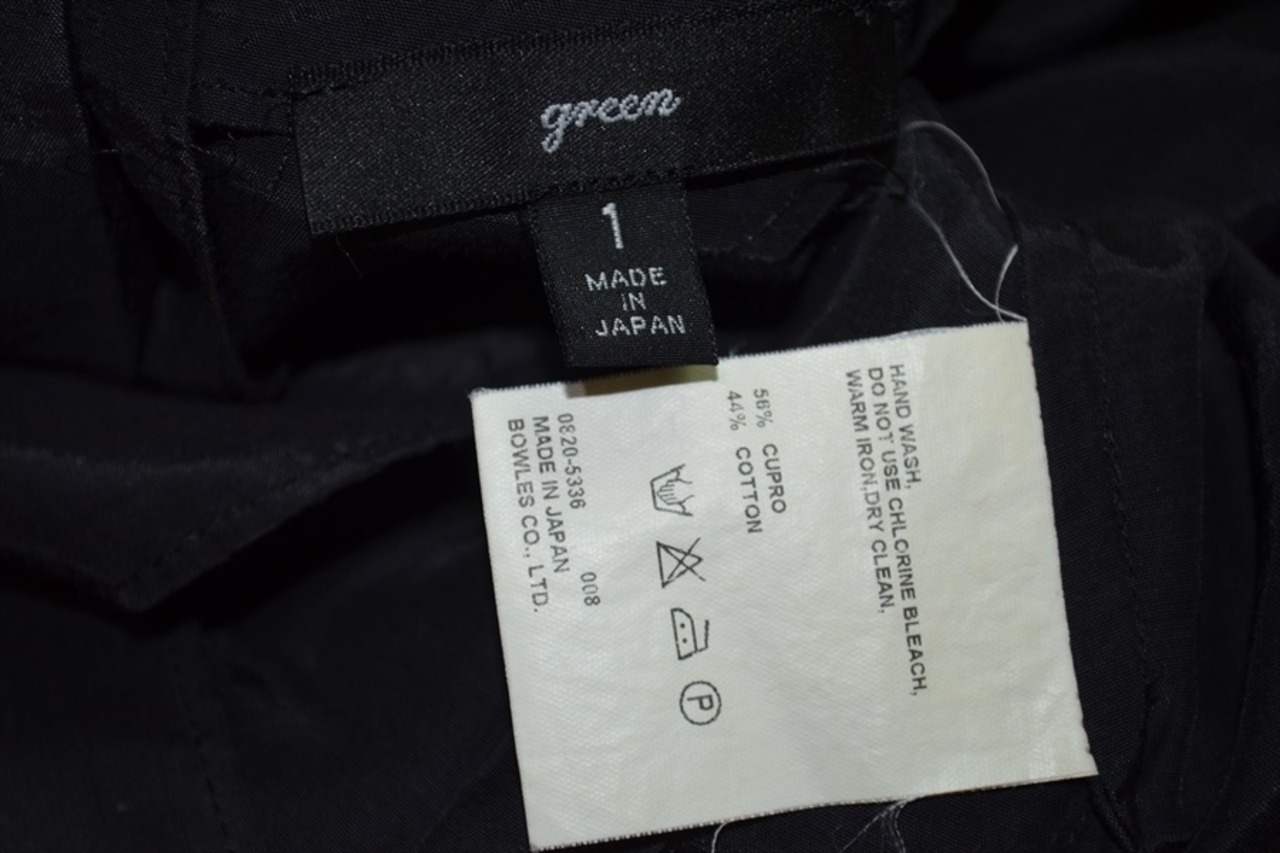 green
1
MADE
IN
JAPAN
HAND WASH,
DO NOT USE CHLORINE BLEACH,
WARM IRON,DRY CLEAN,
56% CUPRO
44% COTTON
P
0820-5336 008
MADE IN JAPAN
BOWLES CO., LTD.